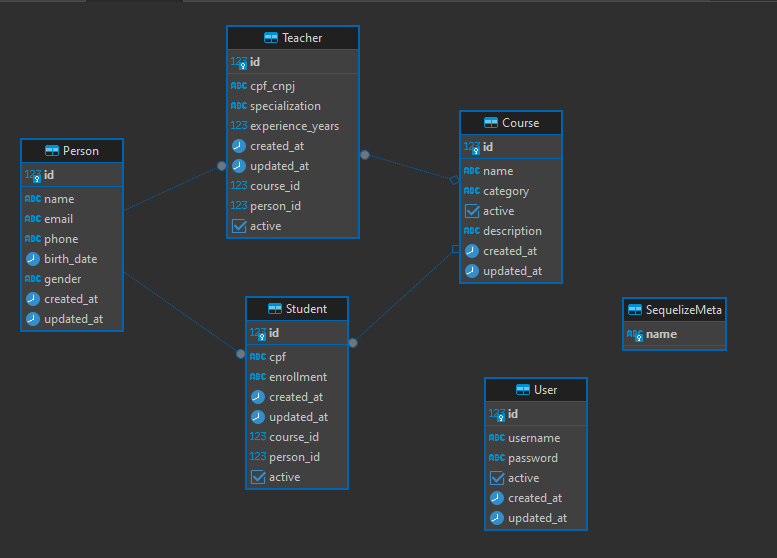 Teacher
123 id
ABC cpf_cnpj
ABC specialization
123 experience_years
created_at
updated_at
123 course_id
123 person_id
active
Person
123 id
ABC name
ABC email
ABC phone
birth_date
ABC gender
created_at
updated_at
Course
123 id
ABC name
ABC category
active
ABC description
created_at
updated_at
Student
123 id
ABC cpf
ABC enrollment
created_at
updated_at
123 course_id
123 person_id
active
SequelizeMeta
ABC name
User
123 id
ABC username
ABC password
active
created_at
updated_at